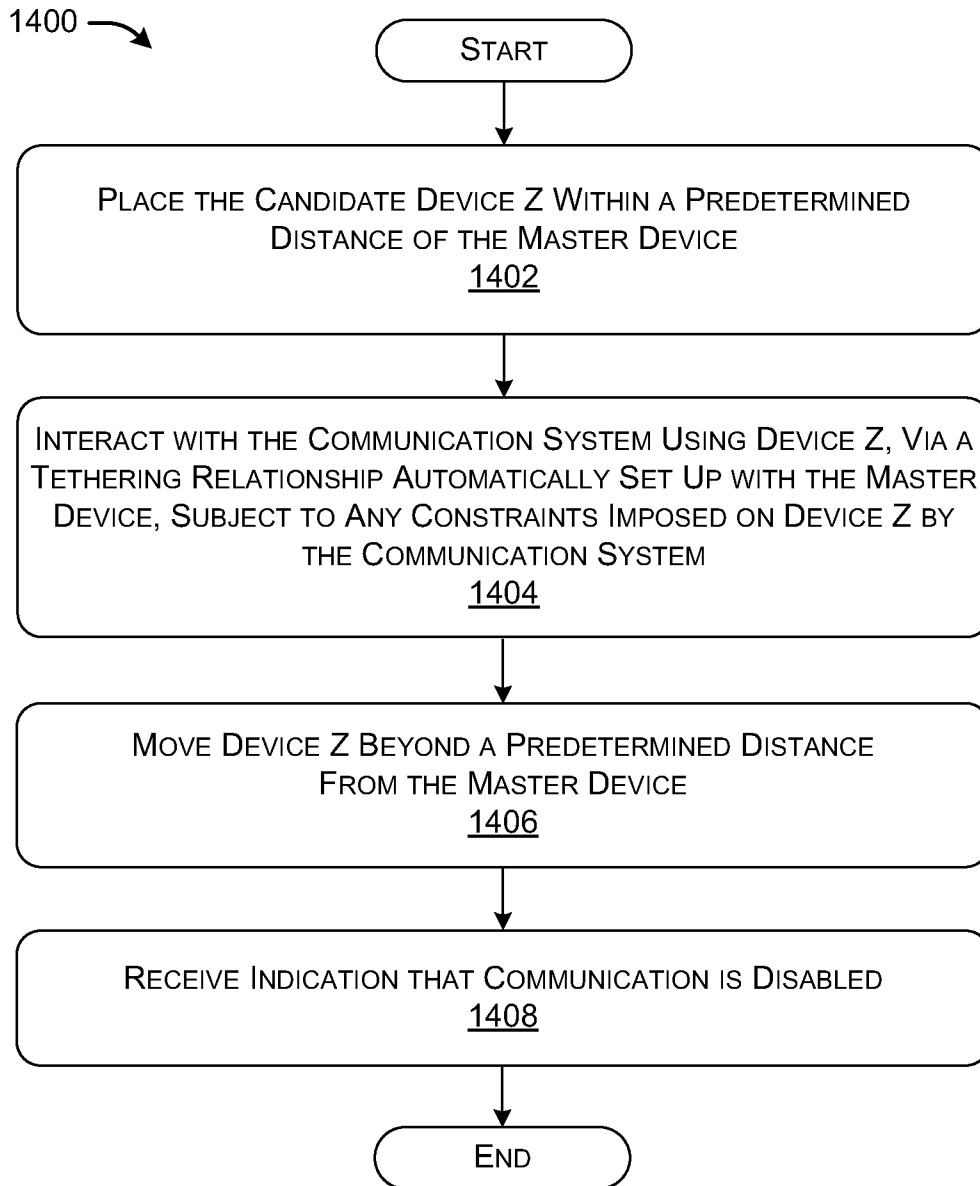 1400
START
PLACE THE CANDIDATE DEVICE Z WITHIN A PREDETERMINED
DISTANCE OF THE MASTER DEVICE
1402
INTERACT WITH THE COMMUNICATION SYSTEM USING DEVICE Z, VIA A
TETHERING RELATIONSHIP AUTOMATICALLY SET UP WITH THE MASTER
DEVICE, SUBJECT TO ANY CONSTRAINTS IMPOSED ON DEVICE Z BY
THE COMMUNICATION SYSTEM
1404
MOVE DEVICE Z BEYOND A PREDETERMINED DISTANCE
FROM THE MASTER DEVICE
1406
RECEIVE INDICATION THAT COMMUNICATION IS DISABLED
1408
END